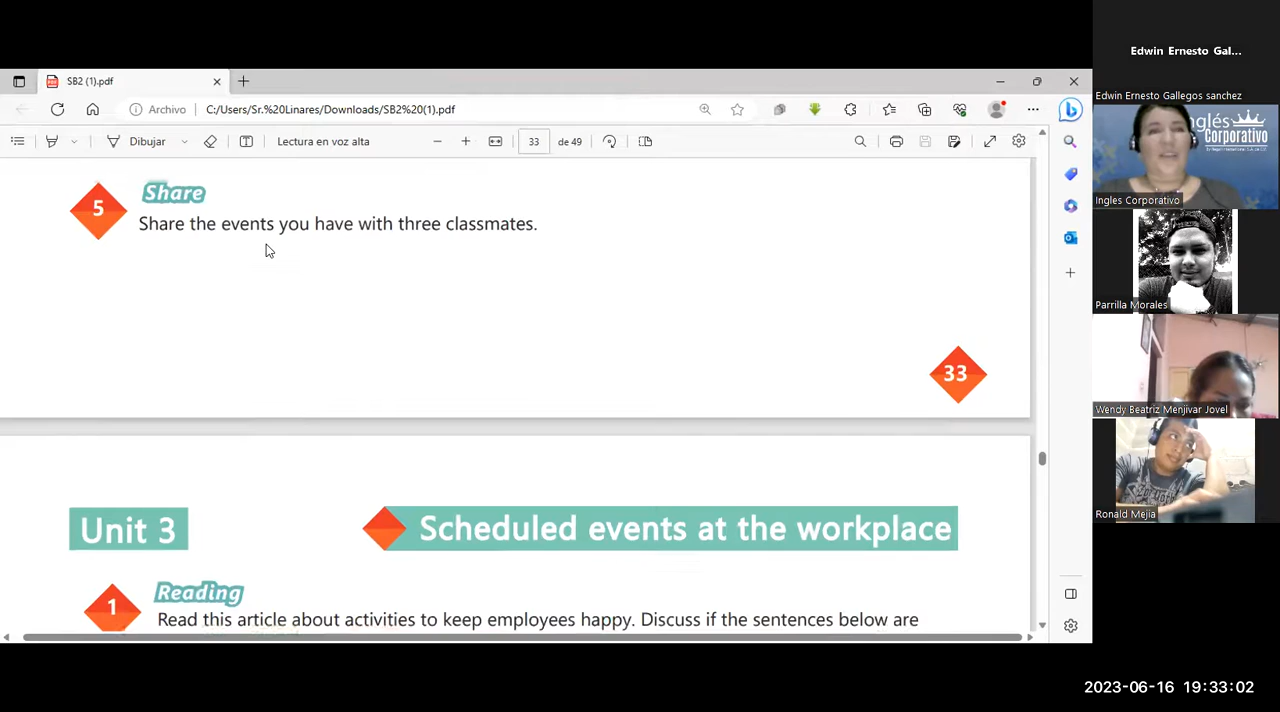 Edwin Ernesto Gal...
Edwin Ernesto Gallegos sanchez
SB2 (1).pdf
Archivo
C:/Users/Sr.%20Linares/Downloads/SB2%20(1).pdf
Dibujar
Lectura en voz alta
33
de 49
5
Share
Share the events you have with three classmates.
33
Unit 3
Scheduled events at the workplace
1
Reading
Read this article about activities to keep employees happy. Discuss if the sentences below are
nglés
Corporativo
Ingles Corporativo
Parrilla Morales
Wendy Beatriz Menjivar Jovel
Ronald Mejia
2023-06-16 19:33:02